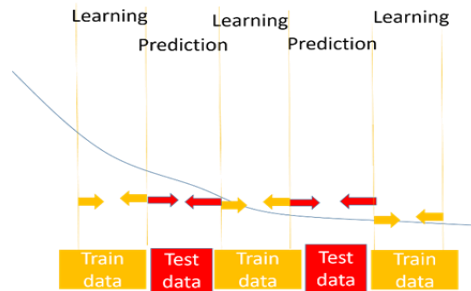 Learning
Learning
Learning
Prediction
Prediction
Train
data
Test
data
Train
data
Test
data
Train
data